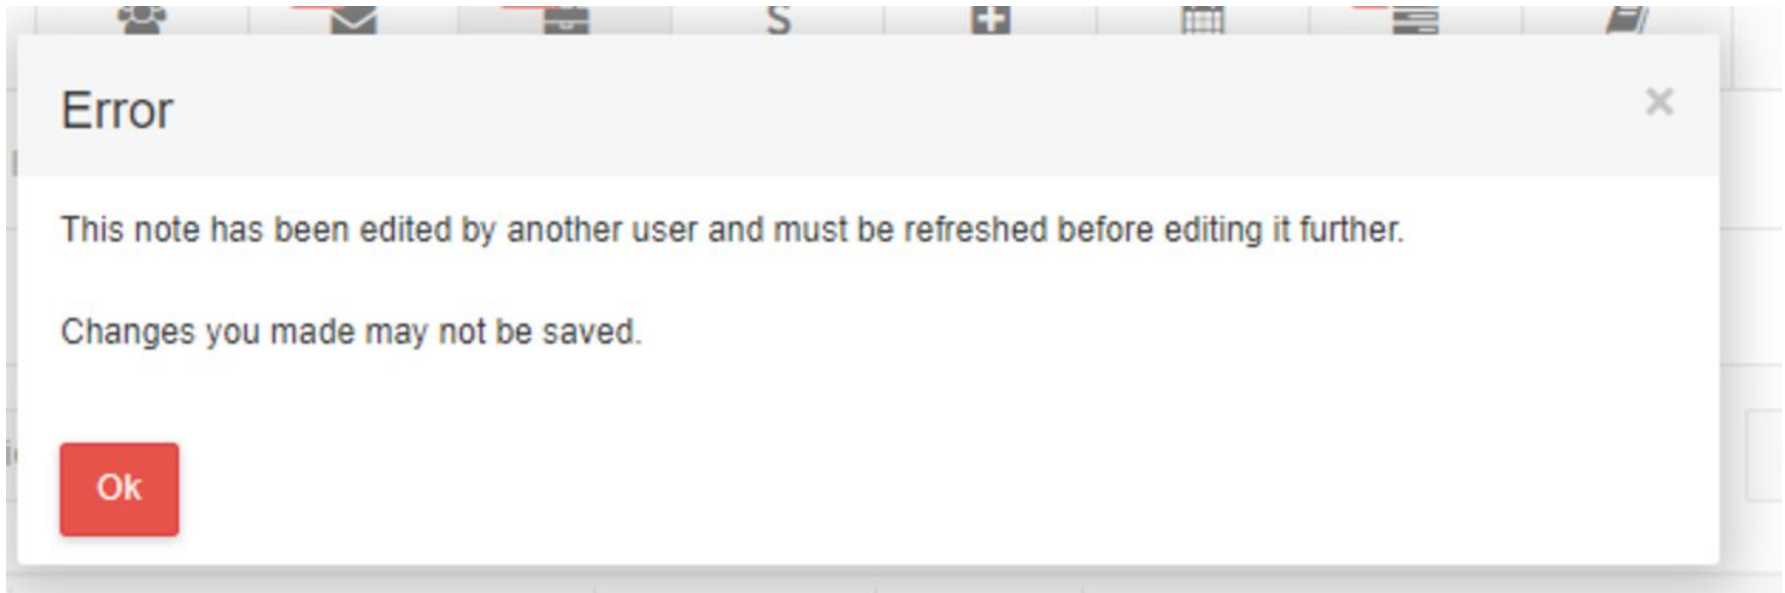 Error
×
This note has been edited by another user and must be refreshed before editing it further.
Changes you made may not be saved.
Ok